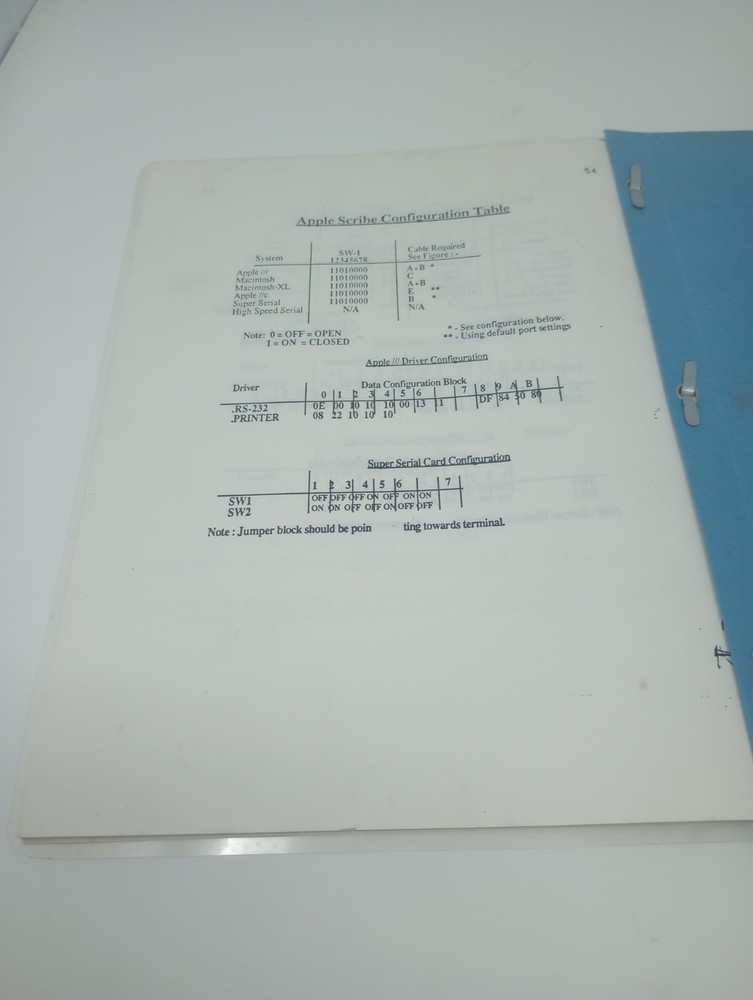 54
Apple Scribe Configuration Table
System SW-1 Cable Required
12345678 See Figure : -
Apple /// 11010000 A+B *
Macintosh 11010000 C
Macintosh-XL 11010000 A+B
Apple //c 11010000 E **
Super Serial 11010000 B *
High Speed Serial N/A N/A
Note: 0 = OFF = OPEN
1 = ON = CLOSED
* - See configuration below.
** - Using default port settings
Apple /// Driver Configuration
Driver Data Configuration Block
0 1 2 3 4 5 6 7 8 9 A B
.RS-232 0E 00 10 10 10 00 13 11 DF 84 50 80
.PRINTER 08 22 10 10 10
Super Serial Card Configuration
1 2 3 4 5 6 7
SW1 OFF OFF OFF ON OFF ON ON
SW2 ON ON OFF OFF ON OFF OFF
Note : Jumper block should be poin ting towards terminal.